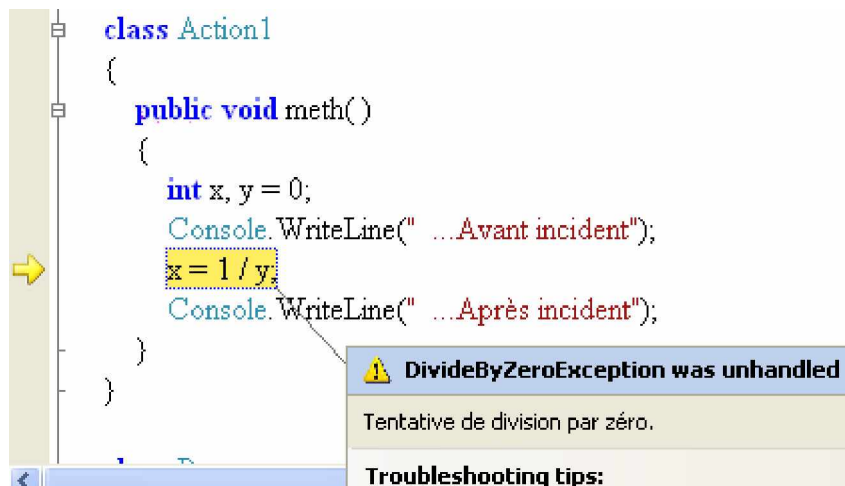 class Action1
{
public void meth( )
{
int x, y = 0;
Console.WriteLine("  ...Avant incident");
x = 1 / y;
Console.WriteLine("  ...Après incident");
}
}
DivideByZeroException was unhandled
Tentative de division par zéro.
Troubleshooting tips: